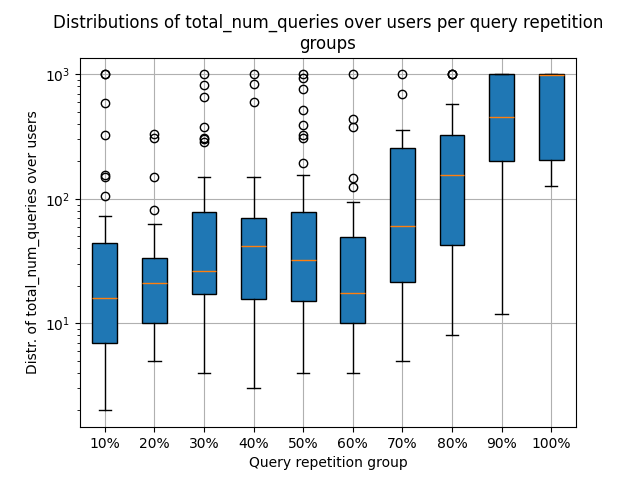 Distributions of total_num_queries over users per query repetition
groups
Distr. of total_num_queries over users
10³
10²
10¹
10% 20% 30% 40% 50% 60% 70% 80% 90% 100%
Query repetition group